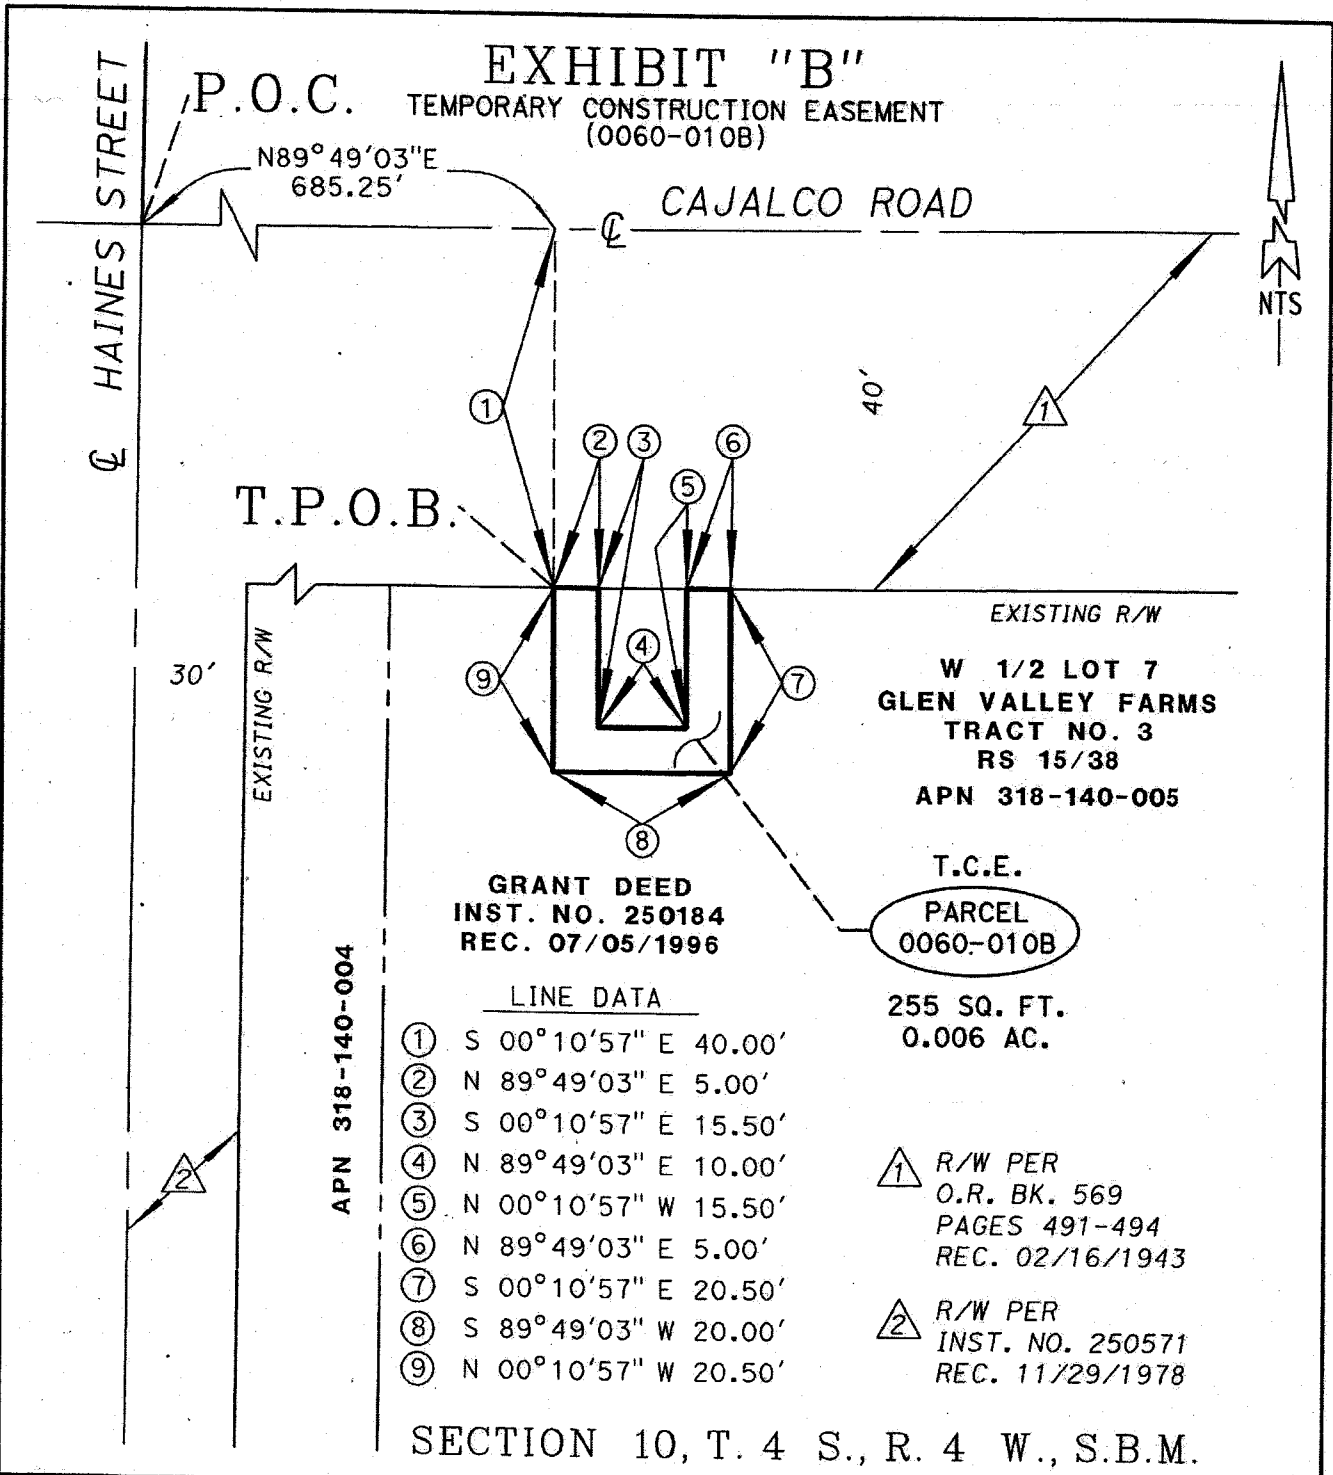 EXHIBIT "B"
TEMPORARY CONSTRUCTION EASEMENT
(0060-010B)
P.O.C.
N89°49'03"E
685.25'
℄ HAINES STREET
℄ CAJALCO ROAD
N
NTS
40'
1
1
2
3
6
5
T.P.O.B.
EXISTING R/W
30'
EXISTING R/W
4
9
7
8
W 1/2 LOT 7
GLEN VALLEY FARMS
TRACT NO. 3
RS 15/38
APN 318-140-005
GRANT DEED
INST. NO. 250184
REC. 07/05/1996
T.C.E.
PARCEL
0060-010B
255 SQ. FT.
0.006 AC.
APN 318-140-004
2
LINE DATA
1 S 00°10'57" E 40.00'
2 N 89°49'03" E 5.00'
3 S 00°10'57" E 15.50'
4 N 89°49'03" E 10.00'
5 N 00°10'57" W 15.50'
6 N 89°49'03" E 5.00'
7 S 00°10'57" E 20.50'
8 S 89°49'03" W 20.00'
9 N 00°10'57" W 20.50'
1 R/W PER
O.R. BK. 569
PAGES 491-494
REC. 02/16/1943
2 R/W PER
INST. NO. 250571
REC. 11/29/1978
SECTION 10, T. 4 S., R. 4 W., S.B.M.